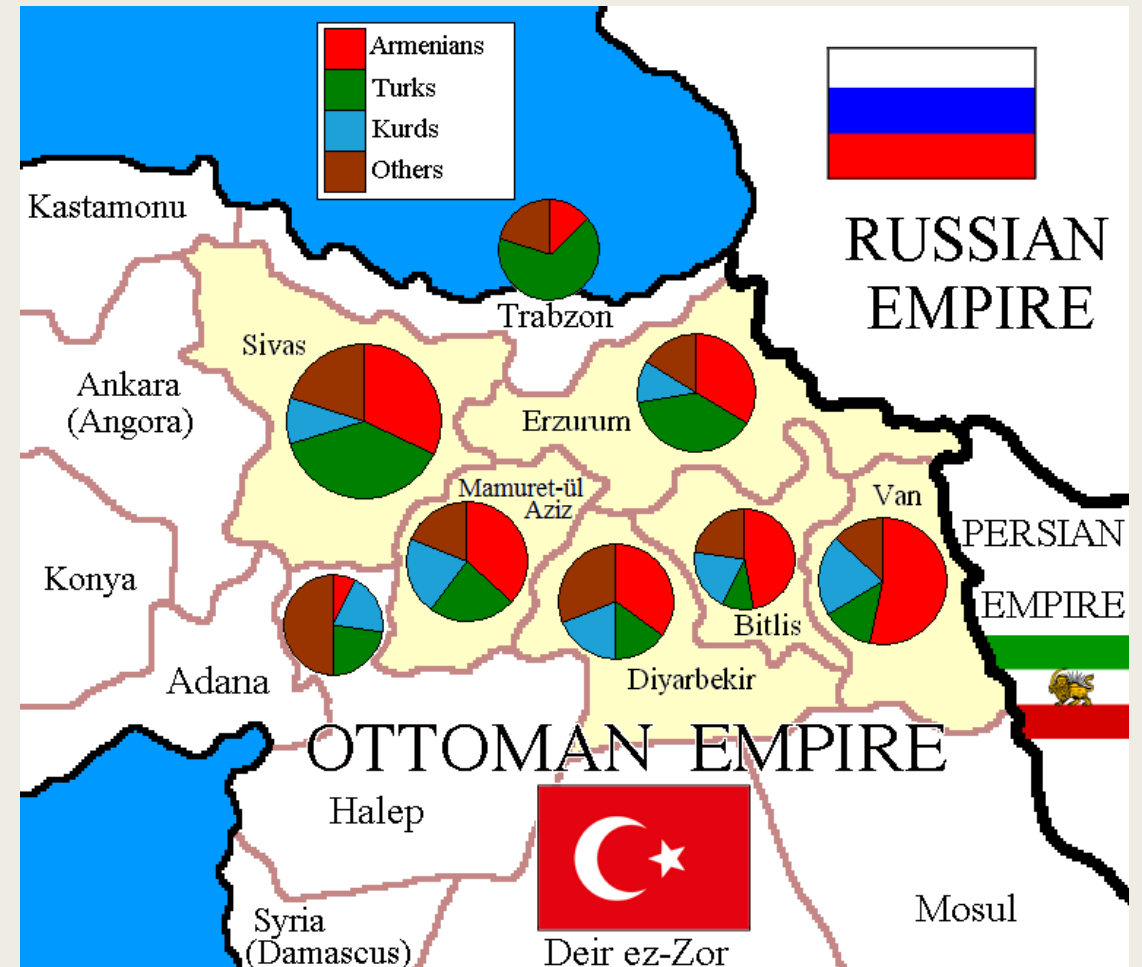 Armenians
Turks
Kurds
Others
Kastamonu
RUSSIAN
EMPIRE
Trabzon
Sivas
Ankara
(Angora)
Erzurum
Mamuret-ül
Aziz
Van
PERSIAN
EMPIRE
Konya
Bitlis
Adana
Diyarbekir
OTTOMAN EMPIRE
Halep
Mosul
Syria
(Damascus)
Deir ez-Zor